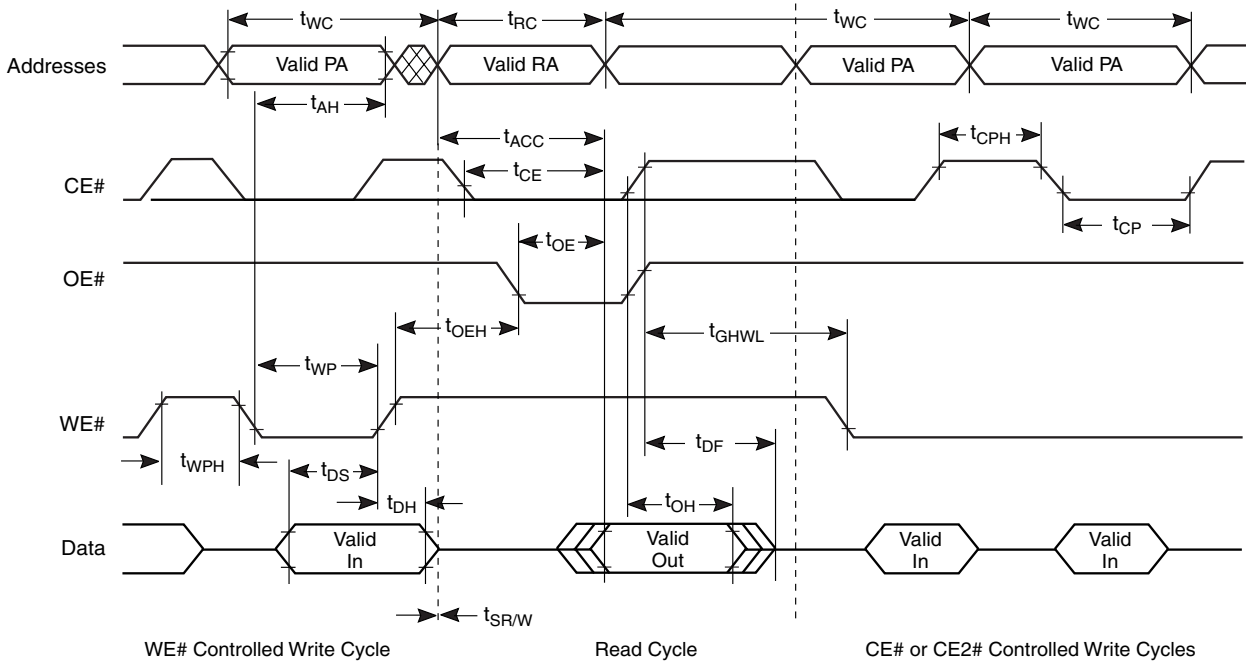 tWC tRC tWC tWC
Addresses Valid PA Valid RA Valid PA Valid PA
tAH
tACC tCPH
CE# tCE
tCP
tOE
OE#
tOEH tGHWL
tWP
WE#
tWPH tDS tDF
tDH tOH
Data Valid In Valid Out Valid In Valid In
tSR/W
WE# Controlled Write Cycle Read Cycle CE# or CE2# Controlled Write Cycles